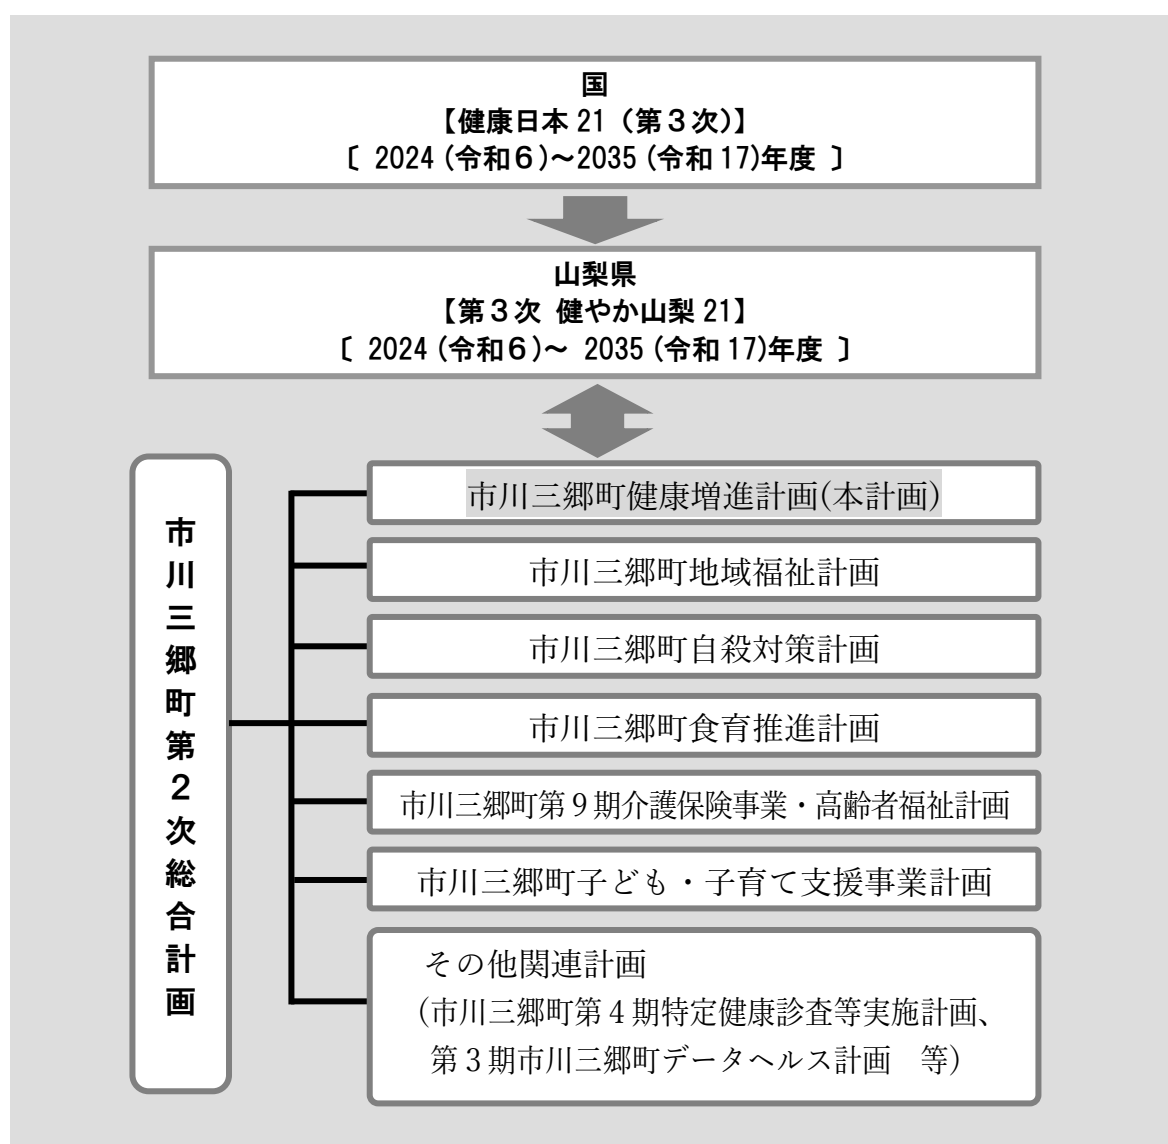 国
【健康日本 21（第３次）】
〔 2024 (令和６)～2035 (令和 17)年度 〕
山梨県
【第３次 健やか山梨 21】
〔 2024 (令和６)～ 2035 (令和 17)年度 〕
市川三郷町第２次総合計画
市川三郷町健康増進計画(本計画)
市川三郷町地域福祉計画
市川三郷町自殺対策計画
市川三郷町食育推進計画
市川三郷町第９期介護保険事業・高齢者福祉計画
市川三郷町子ども・子育て支援事業計画
その他関連計画
（市川三郷町第４期特定健康診査等実施計画、
第３期市川三郷町データヘルス計画　等）